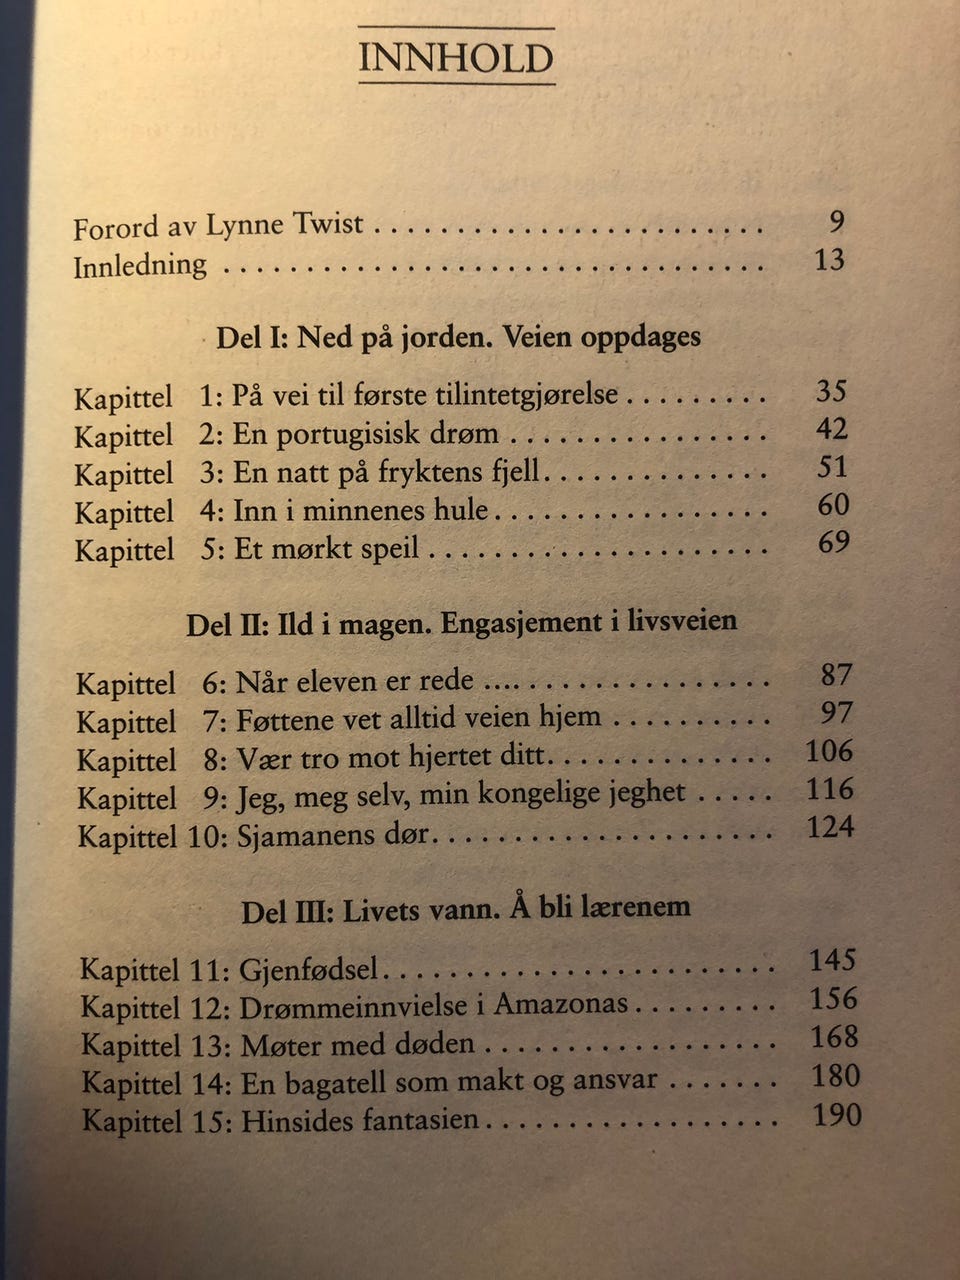 INNHOLD
Forord av Lynne Twist ........................ 9
Innledning ................................. 13
Del I: Ned på jorden. Veien oppdages
Kapittel 1: På vei til første tilintetgjørelse ......... 35
Kapittel 2: En portugisisk drøm ................ 42
Kapittel 3: En natt på fryktens fjell.............. 51
Kapittel 4: Inn i minnenes hule................. 60
Kapittel 5: Et mørkt speil ..................... 69
Del II: Ild i magen. Engasjement i livsveien
Kapittel 6: Når eleven er rede .................. 87
Kapittel 7: Føttene vet alltid veien hjem .......... 97
Kapittel 8: Vær tro mot hjertet ditt.............. 106
Kapittel 9: Jeg, meg selv, min kongelige jeghet ..... 116
Kapittel 10: Sjamanens dør..................... 124
Del III: Livets vann. Å bli lærenem
Kapittel 11: Gjenfødsel........................ 145
Kapittel 12: Drømmeinnvielse i Amazonas ......... 156
Kapittel 13: Møter med døden .................. 168
Kapittel 14: En bagatell som makt og ansvar ....... 180
Kapittel 15: Hinsides fantasien.................. 190